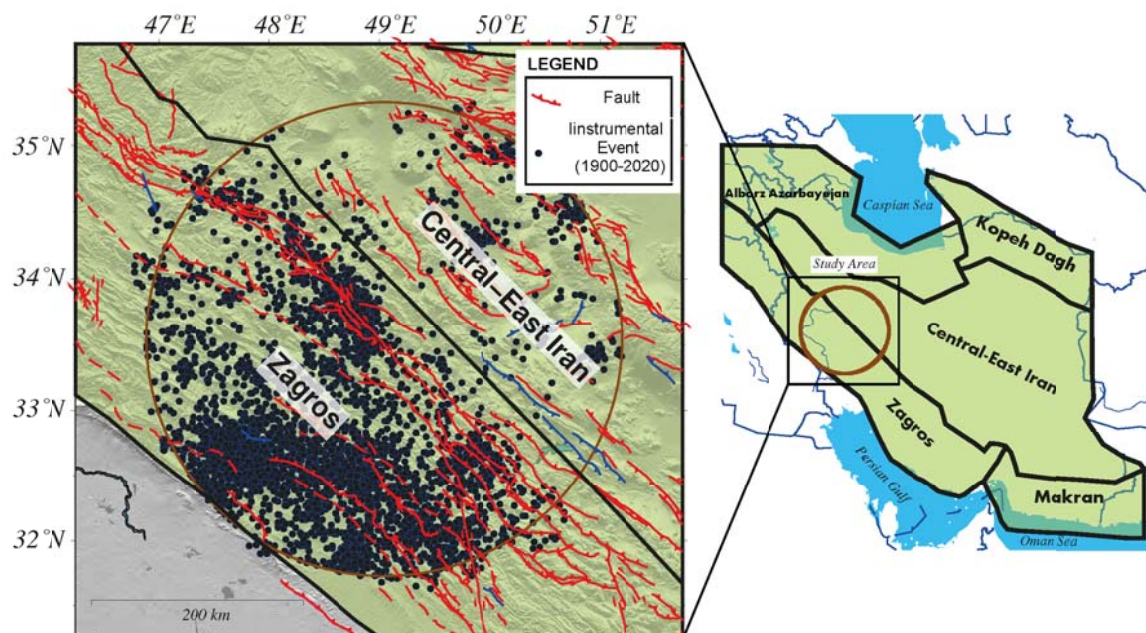 47°E 48°E 49°E 50°E 51°E
35°N
34°N
33°N
32°N
LEGEND
Fault
Iinstrumental
Event
(1900-2020)
Central-East Iran
Zagros
200 km
Alborz Azarbayejan
Caspian Sea
Kopeh Dagh
Study Area
Central-East Iran
Zagros
Persian Gulf
Makran
Oman Sea